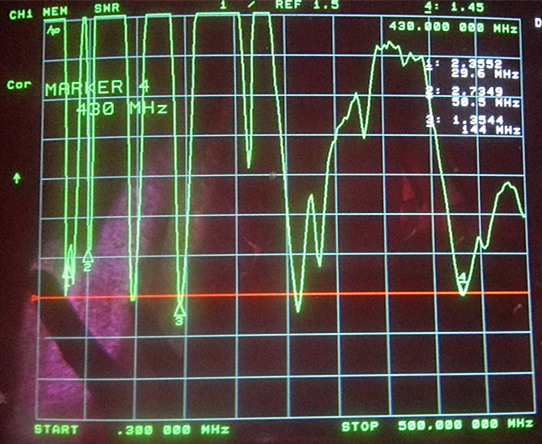 CH1 MEM SWR 1 / REF 1.5 4: 1.45
hp 430.000 000 MHz
D
1: 2.3552
29.6 MHz
Cor MARKER 4 2: 2.7349
430 MHz 50.5 MHz
3: 1.3544
144 MHz
2
4
3
START .300 000 MHz STOP 500.000 000 MHz